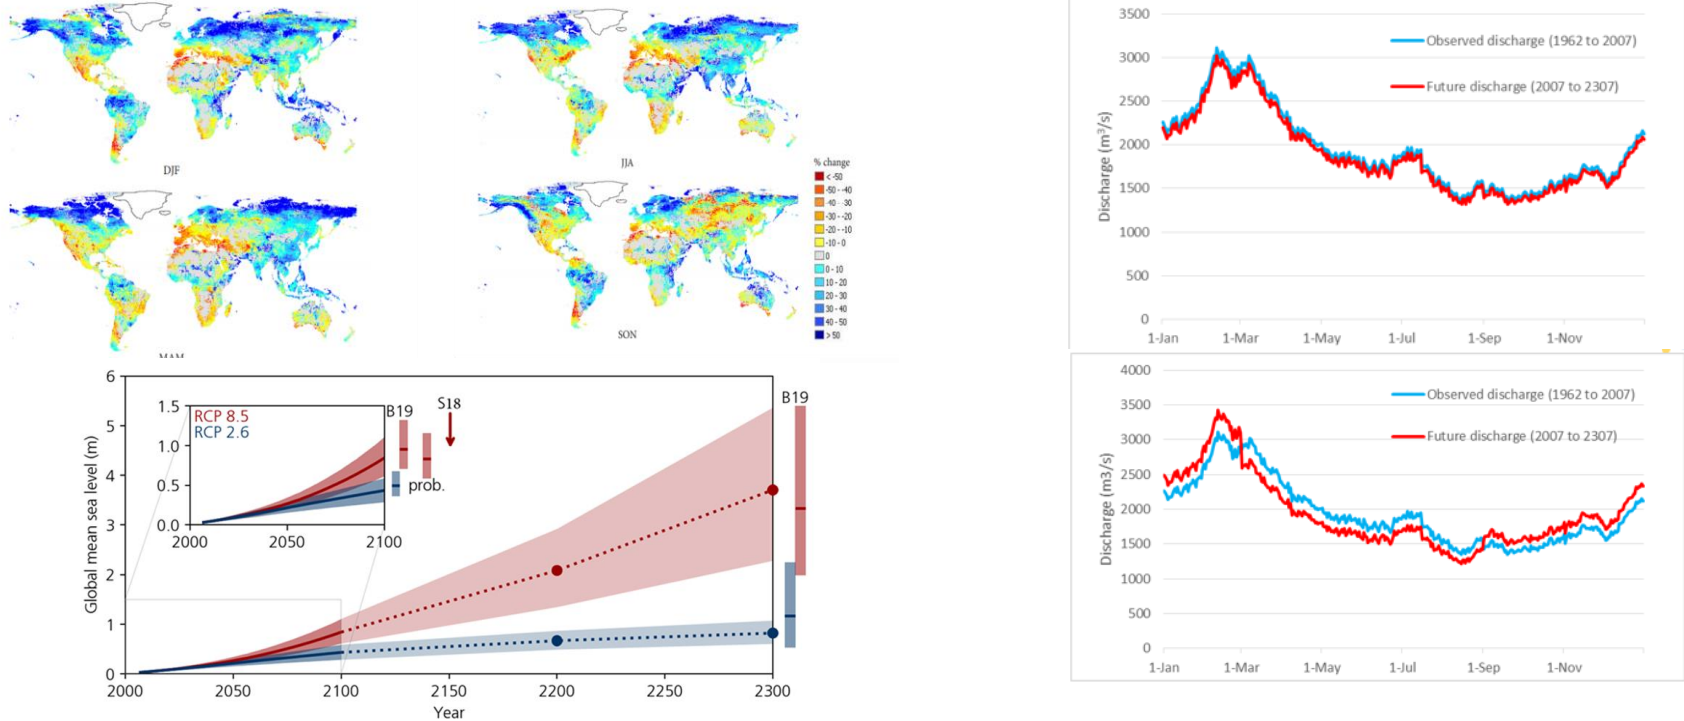 DJF
JJA
MAM
SON
% change
< -50
-50 - -40
-40 - -30
-30 - -20
-20 - -10
-10 - 0
0
0 - 10
10 - 20
20 - 30
30 - 40
40 - 50
> 50
3500
3000
2500
2000
1500
1000
500
0
Discharge (m³/s)
Observed discharge (1962 to 2007)
Future discharge (2007 to 2307)
1-Jan 1-Mar 1-May 1-Jul 1-Sep 1-Nov
6
5
4
3
2
1
0
Global mean sea level (m)
1.5
1.0
0.5
0.0
RCP 8.5
RCP 2.6
2000 2050 2100
B19
S18
prob.
B19
2000 2050 2100 2150 2200 2250 2300
Year
4000
3500
3000
2500
2000
1500
1000
500
0
Discharge (m3/s)
Observed discharge (1962 to 2007)
Future discharge (2007 to 2307)
1-Jan 1-Mar 1-May 1-Jul 1-Sep 1-Nov